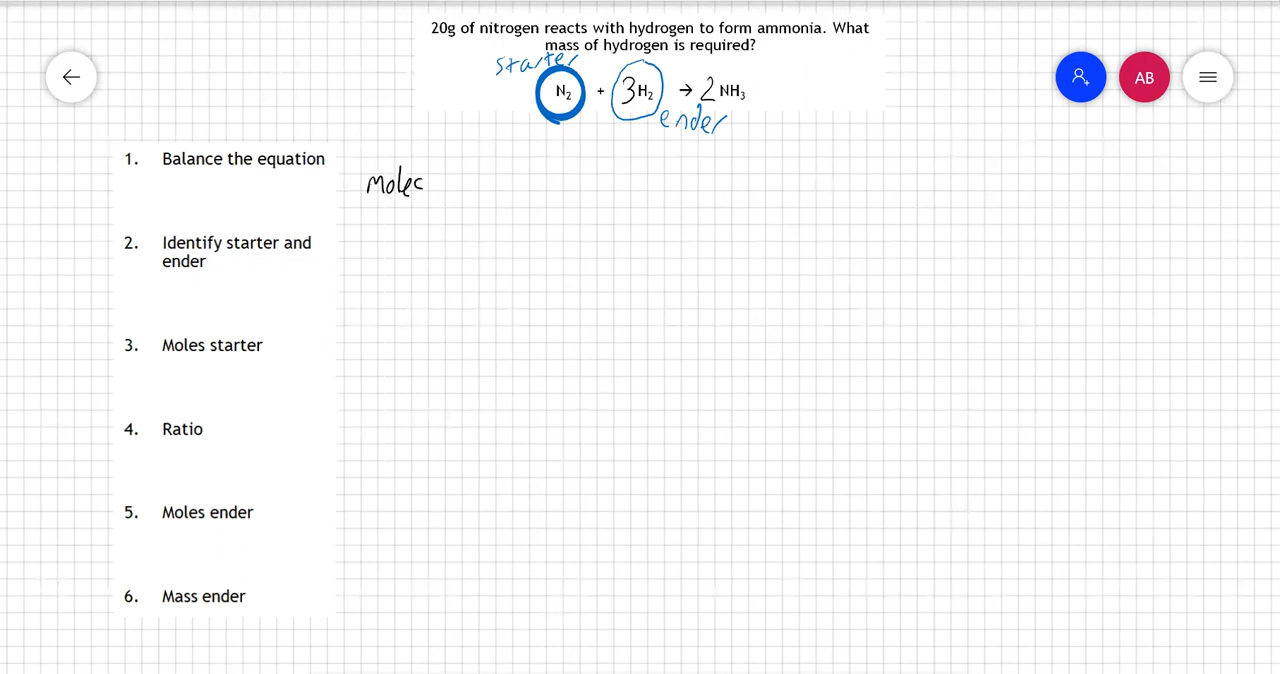 20g of nitrogen reacts with hydrogen to form ammonia. What
mass of hydrogen is required?
starter
N₂ + 3H₂ → 2NH₃
ender
AB
1. Balance the equation
molec
2. Identify starter and
ender
3. Moles starter
4. Ratio
5. Moles ender
6. Mass ender